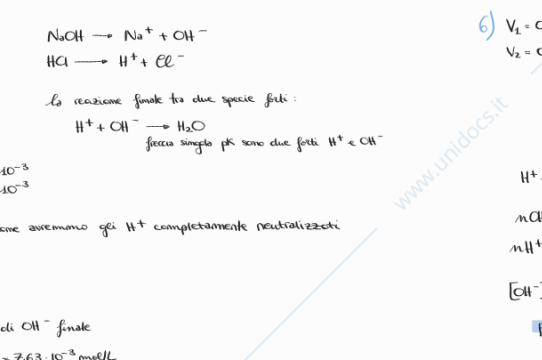 NaOH → Na⁺ + OH⁻
HCl → H⁺ + Cl⁻
la reazione finale tra due specie forti :
H⁺ + OH⁻ → H₂O
freccia singola pk sono due forti H⁺ e OH⁻
10⁻³
10⁻³
ome avremmo gli H⁺ completamente neutralizzati
di OH⁻ finale
= 7,63 · 10⁻³ mol/L
6) V₁ =
V₂ =
H⁺
nOH
nH⁺
[OH⁻]
www.unidocs.it